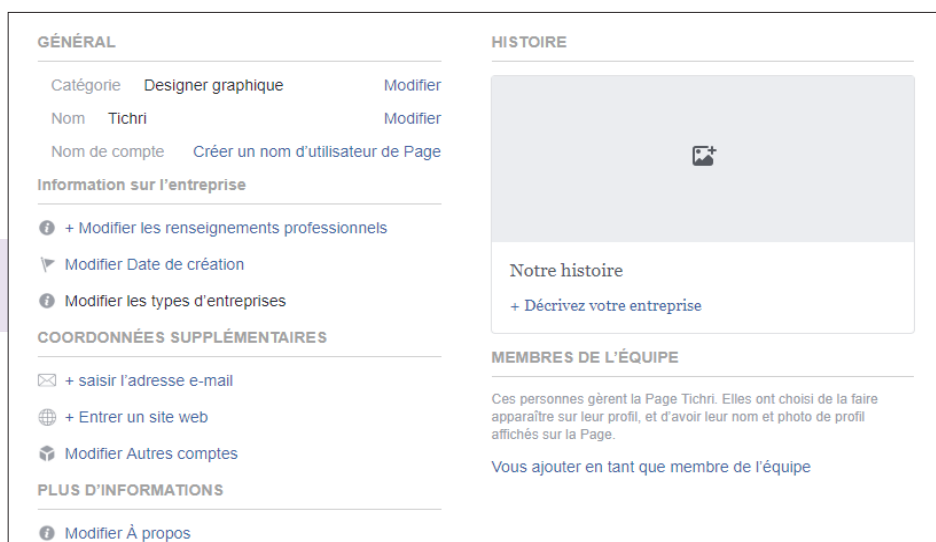 GÉNÉRAL
Catégorie Designer graphique Modifier
Nom Tichri Modifier
Nom de compte Créer un nom d’utilisateur de Page
Information sur l’entreprise
+ Modifier les renseignements professionnels
Modifier Date de création
Modifier les types d’entreprises
COORDONNÉES SUPPLÉMENTAIRES
+ saisir l’adresse e-mail
+ Entrer un site web
Modifier Autres comptes
PLUS D’INFORMATIONS
Modifier À propos
HISTOIRE
Notre histoire
+ Décrivez votre entreprise
MEMBRES DE L’ÉQUIPE
Ces personnes gèrent la Page Tichri. Elles ont choisi de la faire
apparaître sur leur profil, et d’avoir leur nom et photo de profil
affichés sur la Page.
Vous ajouter en tant que membre de l’équipe